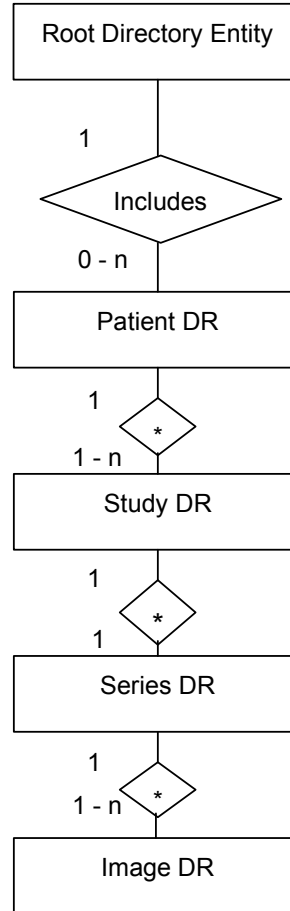 Root Directory Entity
1
Includes
0 - n
Patient DR
1
*
1 - n
Study DR
1
*
1
Series DR
1
*
1 - n
Image DR